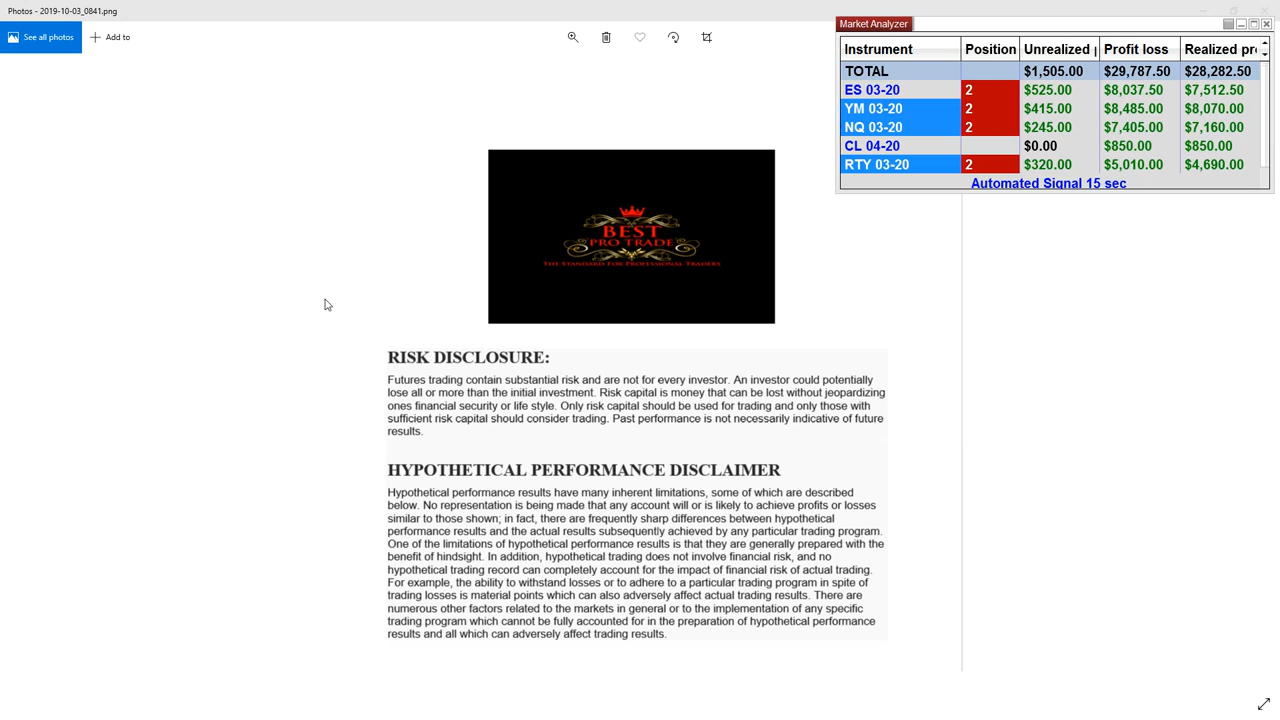 Photos - 2019-10-03_0841.png
See all photos
Add to
Market Analyzer
Instrument Position Unrealized Profit loss Realized pr
TOTAL $1,505.00 $29,787.50 $28,282.50
ES 03-20 2 $525.00 $8,037.50 $7,512.50
YM 03-20 2 $415.00 $8,485.00 $8,070.00
NQ 03-20 2 $245.00 $7,405.00 $7,160.00
CL 04-20 $0.00 $850.00 $850.00
RTY 03-20 2 $320.00 $5,010.00 $4,690.00
Automated Signal 15 sec
BEST
PRO TRADE
THE STANDARD FOR PROFESSIONAL TRADERS
RISK DISCLOSURE:
Futures trading contain substantial risk and are not for every investor. An investor could potentially
lose all or more than the initial investment. Risk capital is money that can be lost without jeopardizing
ones financial security or life style. Only risk capital should be used for trading and only those with
sufficient risk capital should consider trading. Past performance is not necessarily indicative of future
results.
HYPOTHETICAL PERFORMANCE DISCLAIMER
Hypothetical performance results have many inherent limitations, some of which are described
below. No representation is being made that any account will or is likely to achieve profits or losses
similar to those shown; in fact, there are frequently sharp differences between hypothetical
performance results and the actual results subsequently achieved by any particular trading program.
One of the limitations of hypothetical performance results is that they are generally prepared with the
benefit of hindsight. In addition, hypothetical trading does not involve financial risk, and no
hypothetical trading record can completely account for the impact of financial risk of actual trading.
For example, the ability to withstand losses or to adhere to a particular trading program in spite of
trading losses is material points which can also adversely affect actual trading results. There are
numerous other factors related to the markets in general or to the implementation of any specific
trading program which cannot be fully accounted for in the preparation of hypothetical performance
results and all which can adversely affect trading results.